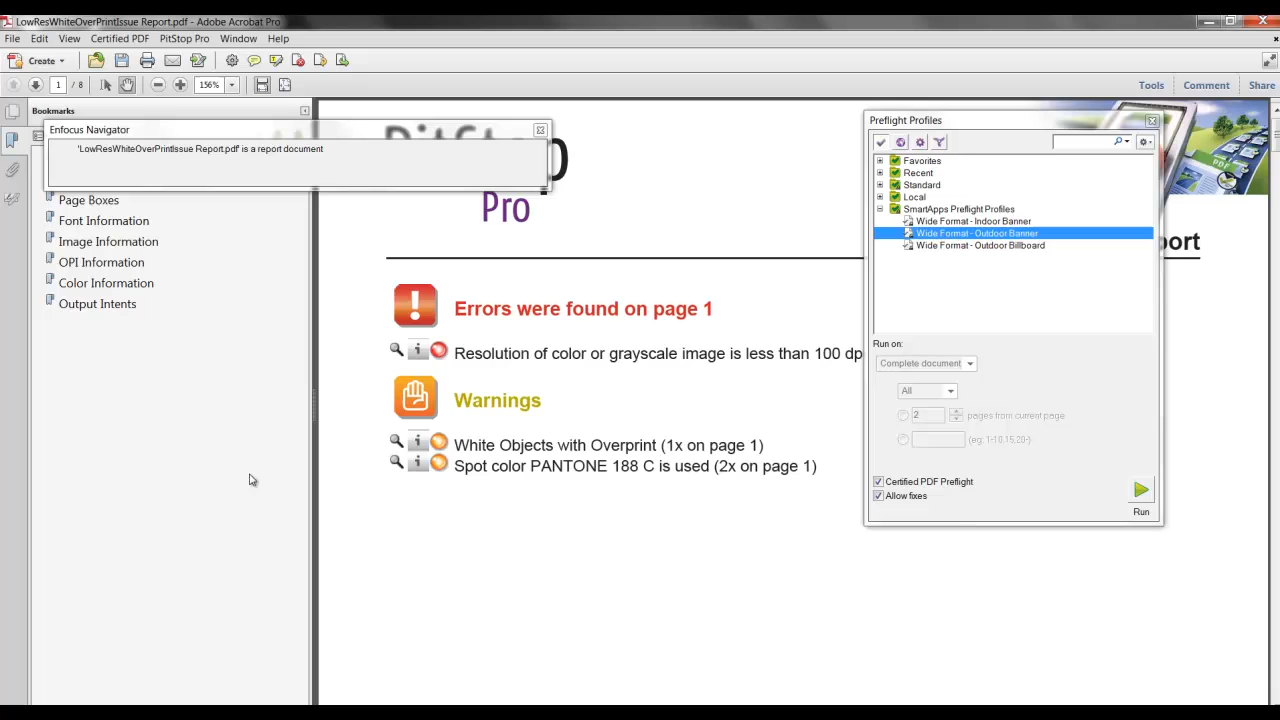 LowResWhiteOverPrintIssue Report.pdf - Adobe Acrobat Pro
File Edit View Certified PDF PitStop Pro Window Help
Create
1 / 8 156% Tools Comment Share
Bookmarks
Enfocus Navigator
'LowResWhiteOverPrintIssue Report.pdf' is a report document
Page Boxes
Font Information
Image Information
OPI Information
Color Information
Output Intents
Pro
Errors were found on page 1
Resolution of color or grayscale image is less than 100 dp
Warnings
White Objects with Overprint (1x on page 1)
Spot color PANTONE 188 C is used (2x on page 1)
Preflight Profiles
Favorites
Recent
Standard
Local
SmartApps Preflight Profiles
Wide Format - Indoor Banner
Wide Format - Outdoor Banner
Wide Format - Outdoor Billboard
ort
Run on:
Complete document
All
2 pages from current page
(eg: 1-10,15,20-)
Certified PDF Preflight
Allow fixes
Run
PDF